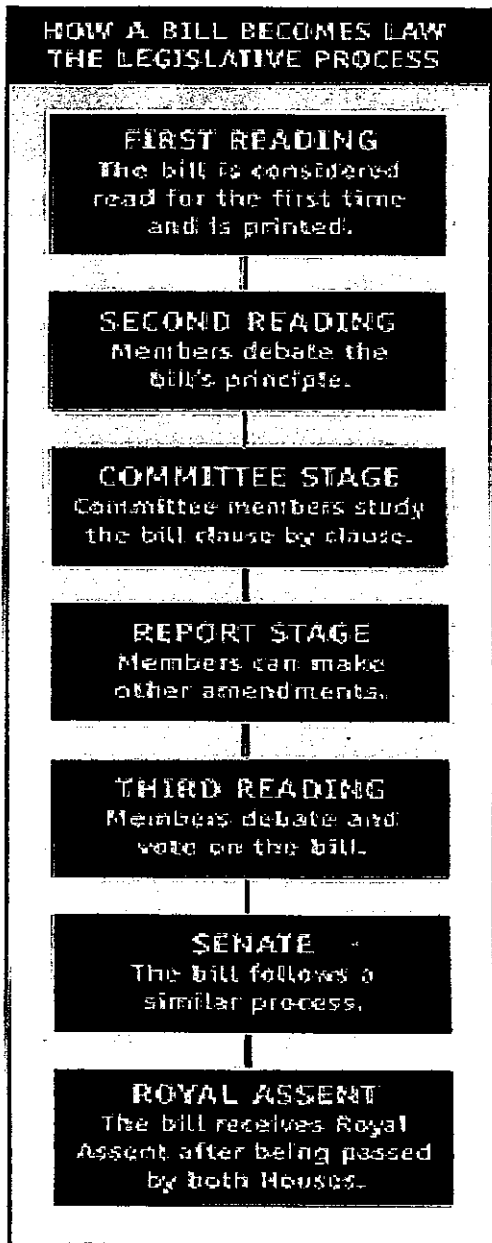 HOW A BILL BECOMES LAW
THE LEGISLATIVE PROCESS
FIRST READING
The bill is considered
read for the first time
and is printed.
SECOND READING
Members debate the
bill's principle.
COMMITTEE STAGE
Committee members study
the bill clause by clause.
REPORT STAGE
Members can make
other amendments.
THIRD READING
Members debate and
vote on the bill.
SENATE
The bill follows a
similar process.
ROYAL ASSENT
The bill receives Royal
Assent after being passed
by both Houses.